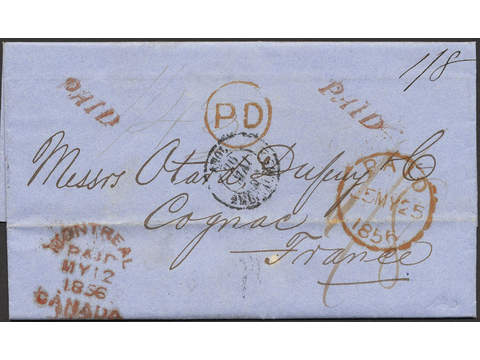 1/8
PAID
PD
PAID
Messrs Otard Dupuy & Co
Cognac
France
PAID
MY 25
1856
MONTREAL
PAID
MY 12
1856
CANADA